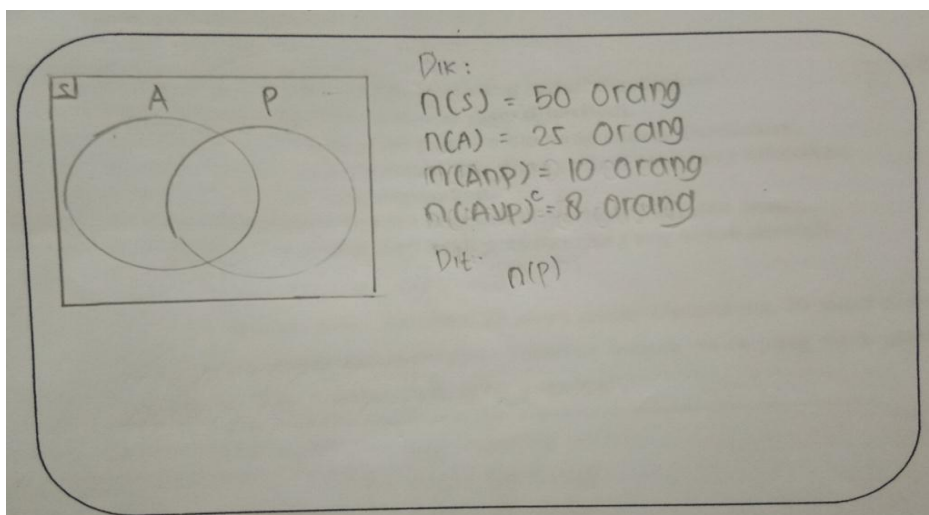 S
A P
Dik:
n(S) = 50 Orang
n(A) = 25 Orang
n(A∩P) = 10 Orang
n(A∪P)ᶜ = 8 Orang
Dit.
n(P)